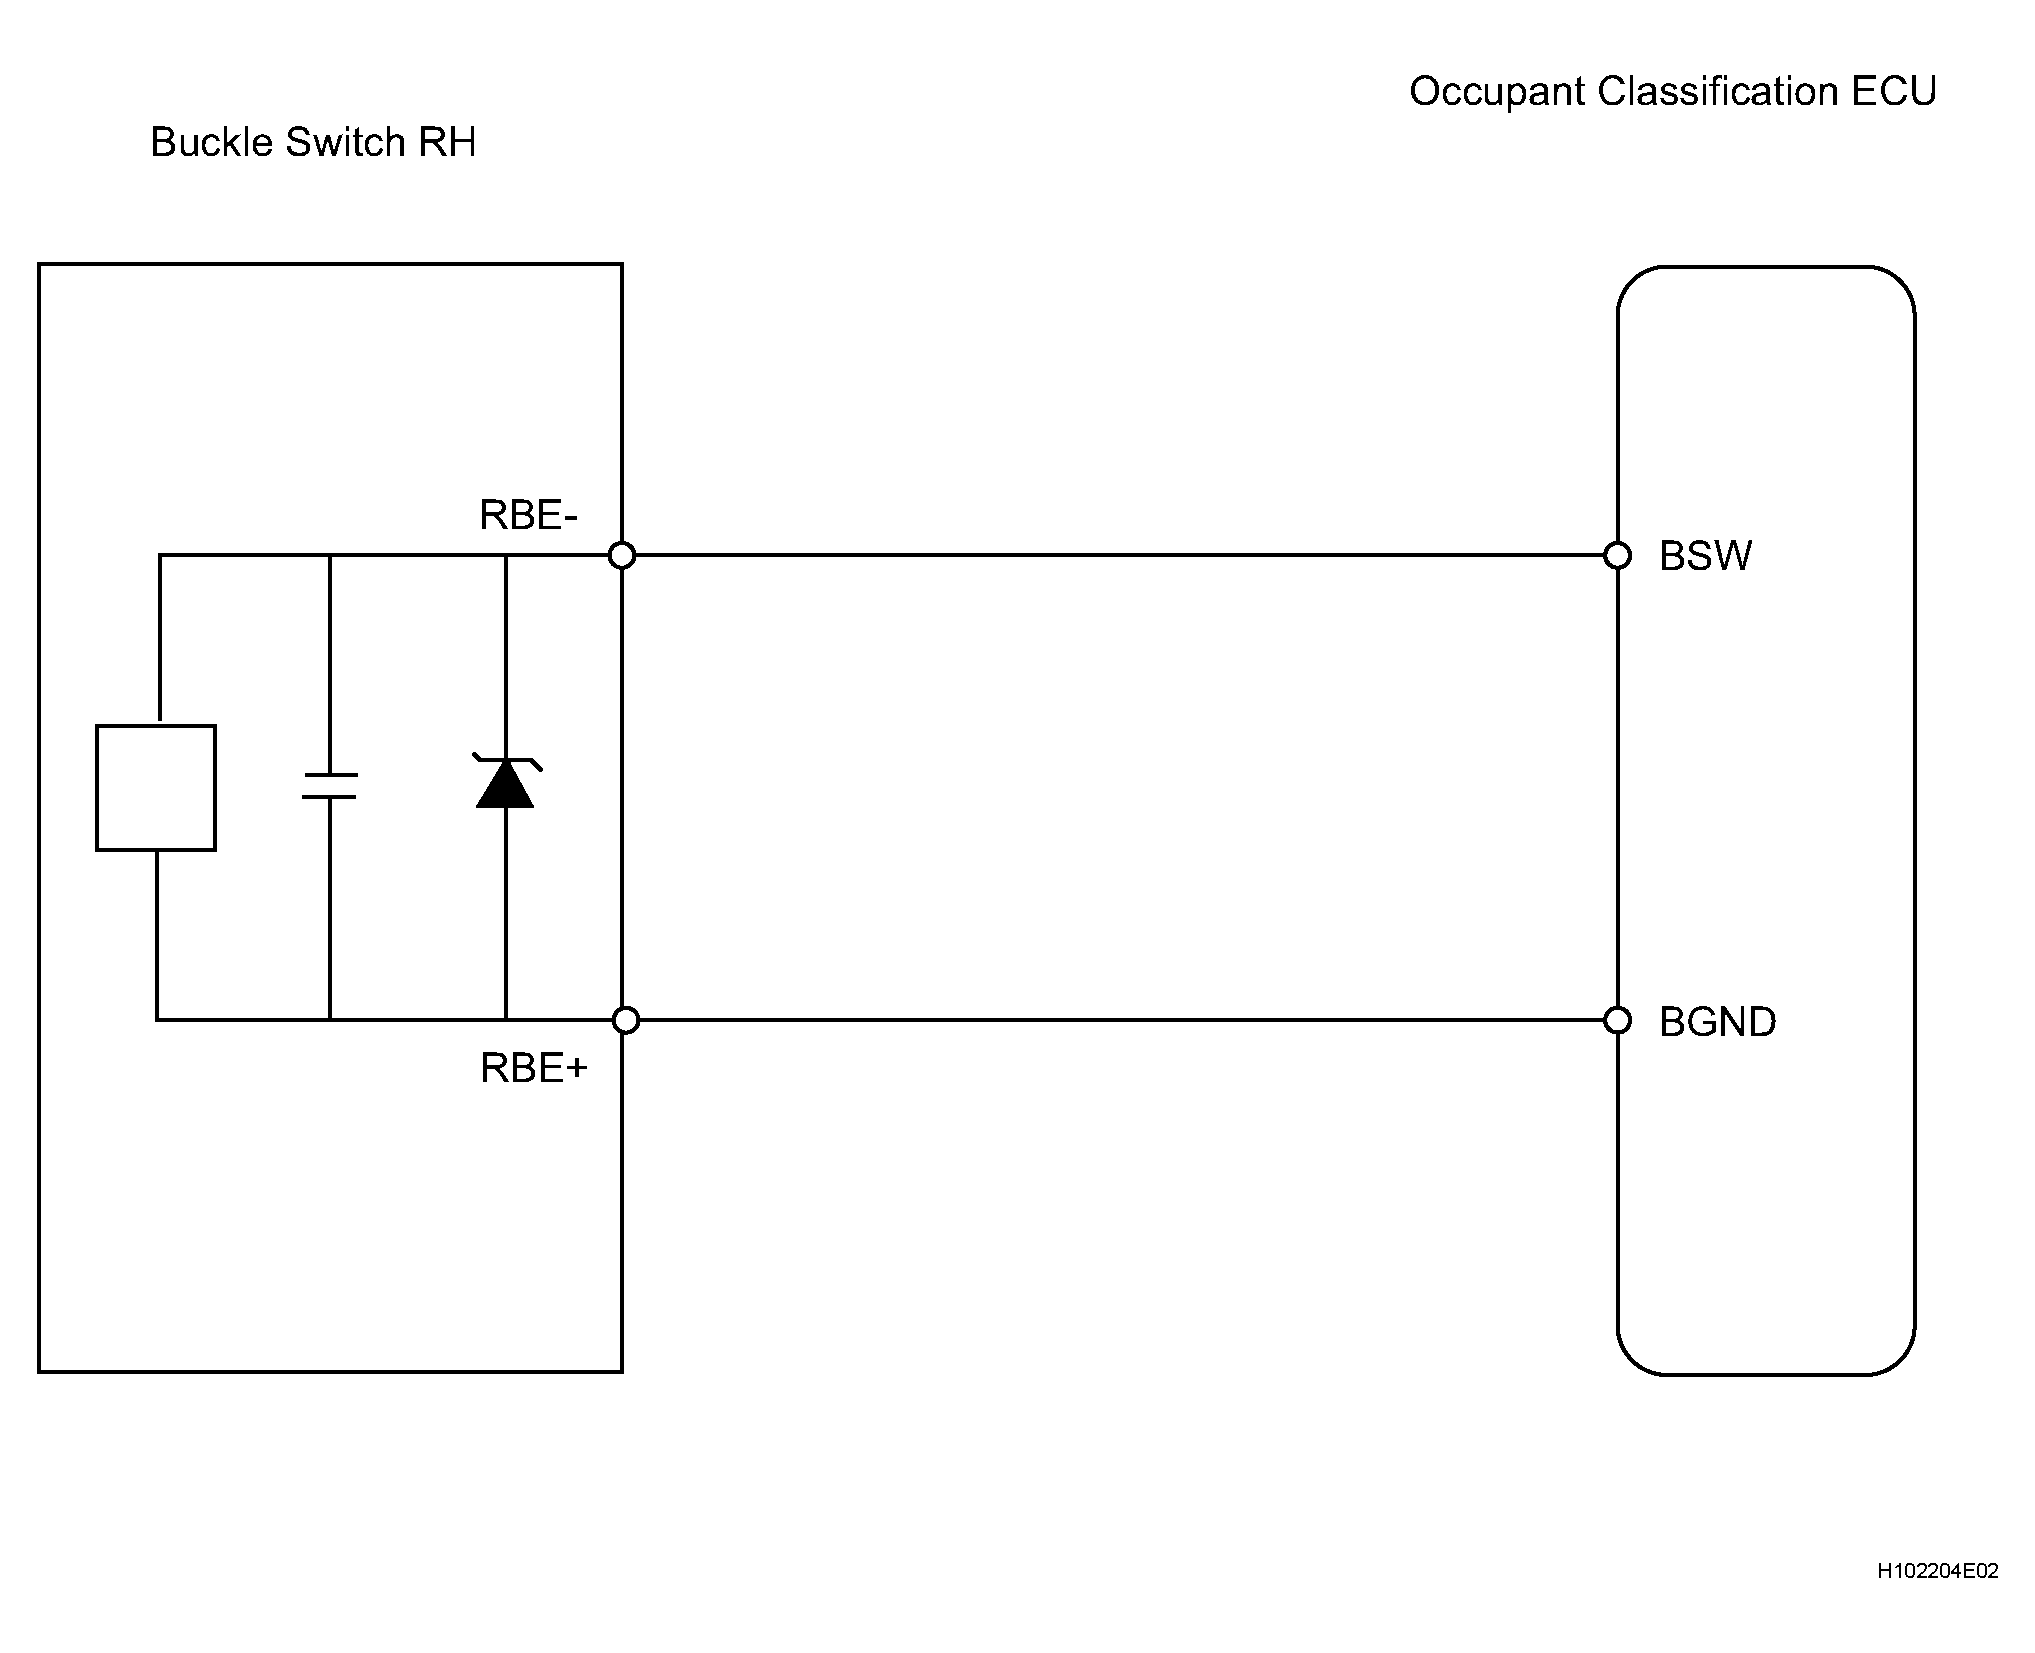 Occupant Classification ECU
Buckle Switch RH
RBE-
BSW
BGND
RBE+
H102204E02